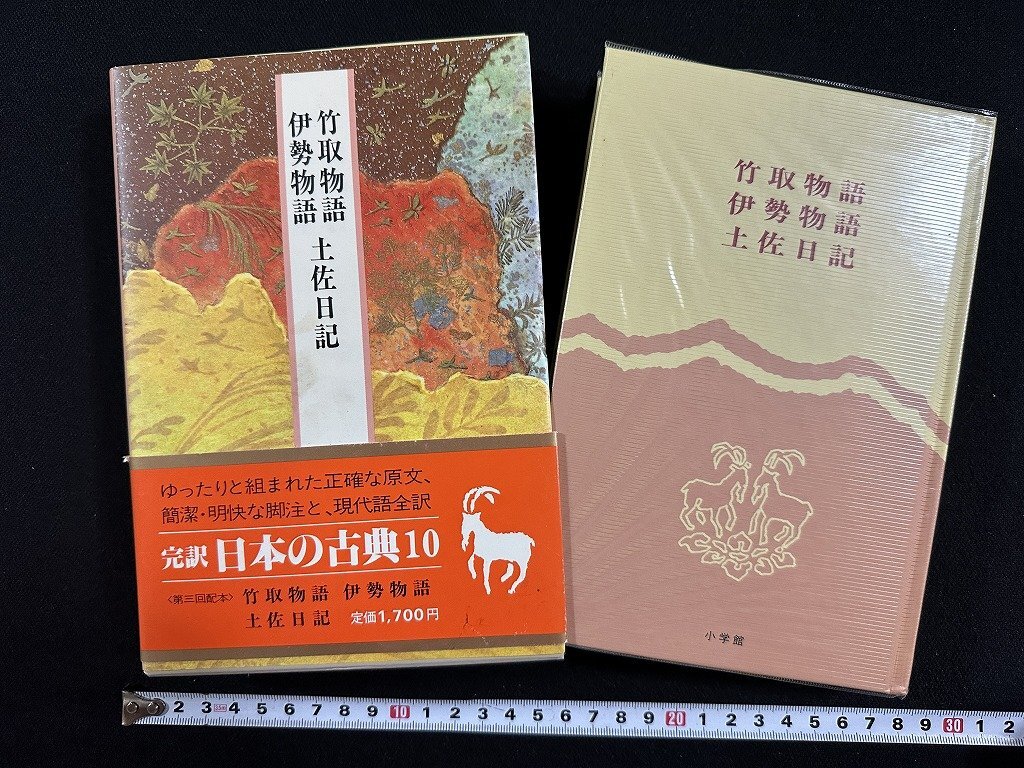 竹取物語
伊勢物語
土佐日記
ゆったりと組まれた正確な原文、
簡潔・明快な脚注と、現代語全訳
完訳 日本の古典10
〈第三回配本〉 竹取物語 伊勢物語
土佐日記 定価1,700円
竹取物語
伊勢物語
土佐日記
小学館
2 3 4 6 7 8 9 10 1 2 3 4 5 6 7 8 9 20 1 2 3 4 5 6 7 8 9 30 1 2